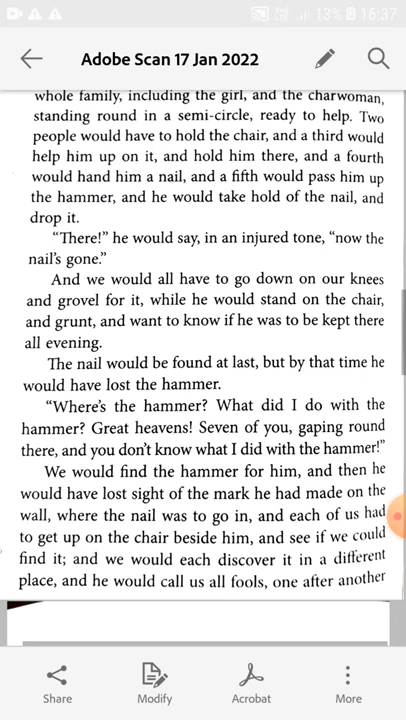 13% 16:37
Adobe Scan 17 Jan 2022
whole family, including the girl, and the charwoman,
standing round in a semi-circle, ready to help. Two
people would have to hold the chair, and a third would
help him up on it, and hold him there, and a fourth
would hand him a nail, and a fifth would pass him up
the hammer, and he would take hold of the nail, and
drop it.
“There!” he would say, in an injured tone, “now the
nail’s gone.”
And we would all have to go down on our knees
and grovel for it, while he would stand on the chair,
and grunt, and want to know if he was to be kept there
all evening.
The nail would be found at last, but by that time he
would have lost the hammer.
“Where’s the hammer? What did I do with the
hammer? Great heavens! Seven of you, gaping round
there, and you don’t know what I did with the hammer!”
We would find the hammer for him, and then he
would have lost sight of the mark he had made on the
wall, where the nail was to go in, and each of us had
to get up on the chair beside him, and see if we could
find it; and we would each discover it in a different
place, and he would call us all fools, one after another
Share Modify Acrobat More